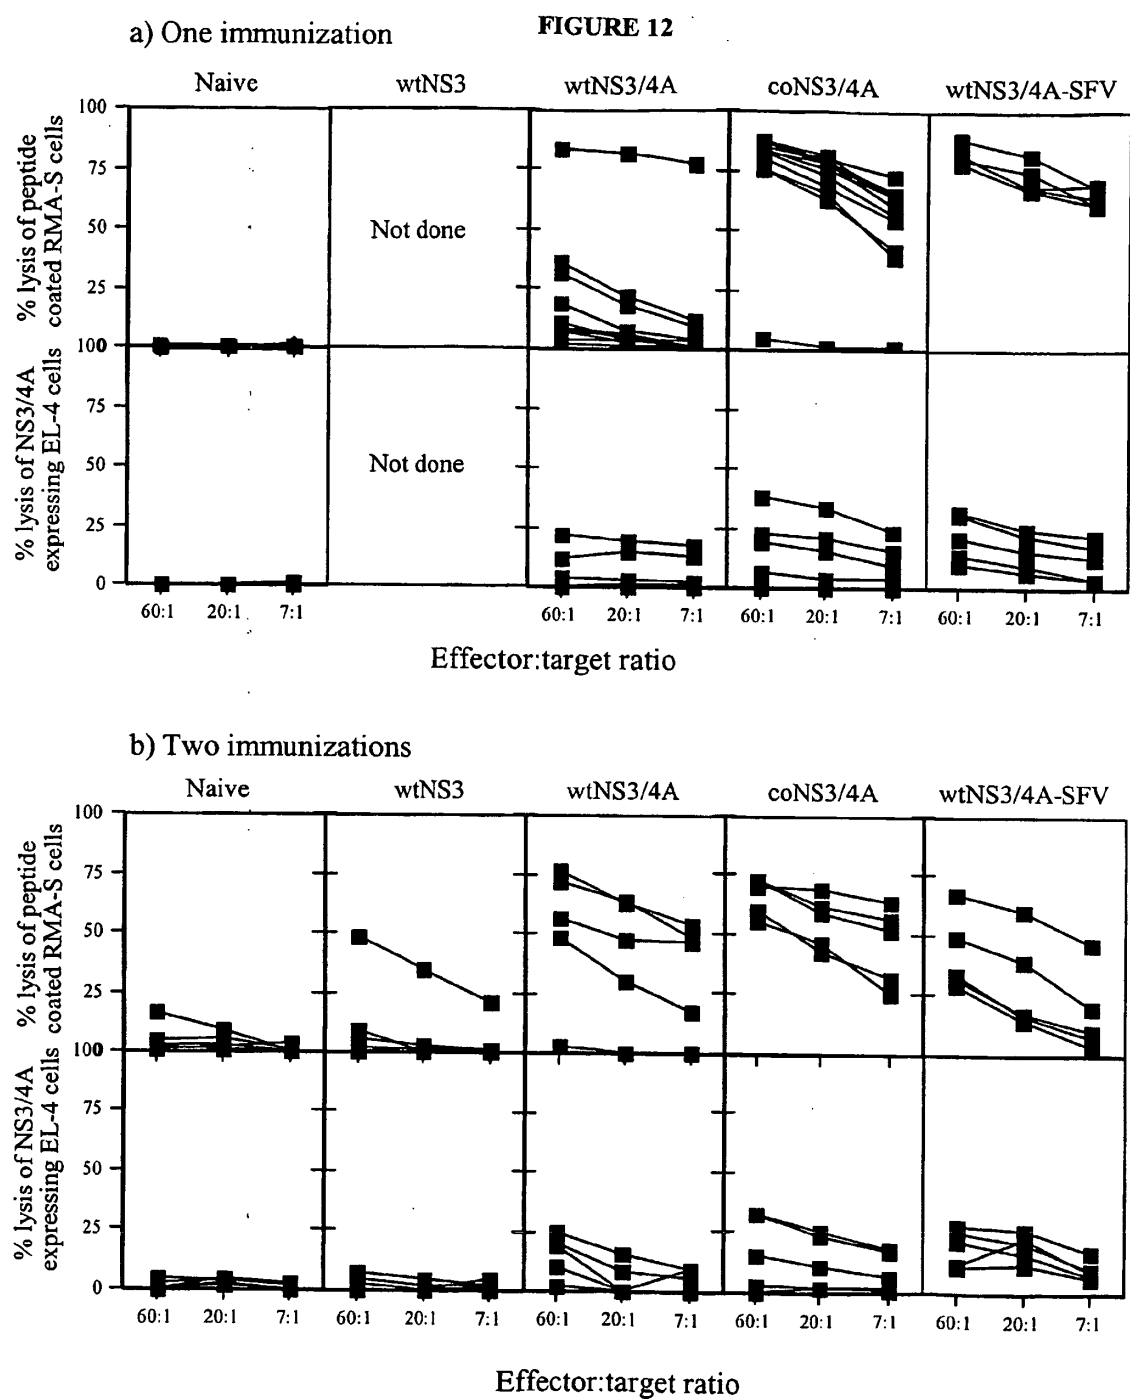 FIGURE 12
a) One immunization
Naive wtNS3 wtNS3/4A coNS3/4A wtNS3/4A-SFV
% lysis of peptide
coated RMA-S cells
100
75
50
25
0
Not done
% lysis of NS3/4A
expressing EL-4 cells
100
75
50
25
0
Not done
60:1 20:1 7:1 60:1 20:1 7:1 60:1 20:1 7:1 60:1 20:1 7:1
Effector:target ratio
b) Two immunizations
Naive wtNS3 wtNS3/4A coNS3/4A wtNS3/4A-SFV
% lysis of peptide
coated RMA-S cells
100
75
50
25
0
% lysis of NS3/4A
expressing EL-4 cells
100
75
50
25
0
60:1 20:1 7:1 60:1 20:1 7:1 60:1 20:1 7:1 60:1 20:1 7:1 60:1 20:1 7:1
Effector:target ratio